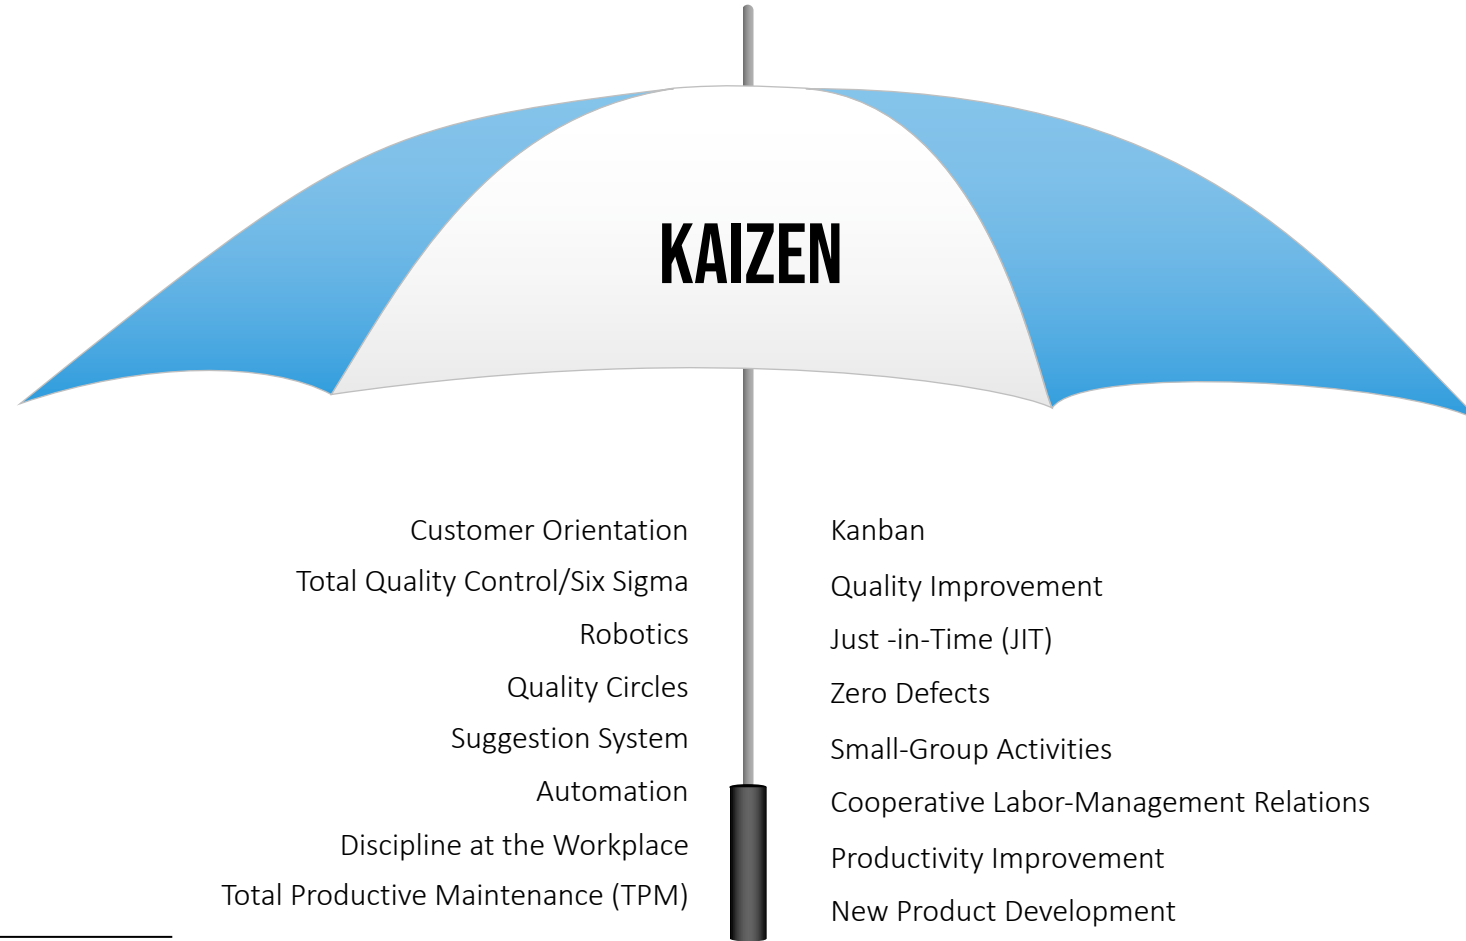 KAIZEN
Customer Orientation
Total Quality Control/Six Sigma
Robotics
Quality Circles
Suggestion System
Automation
Discipline at the Workplace
Total Productive Maintenance (TPM)
Kanban
Quality Improvement
Just -in-Time (JIT)
Zero Defects
Small-Group Activities
Cooperative Labor-Management Relations
Productivity Improvement
New Product Development